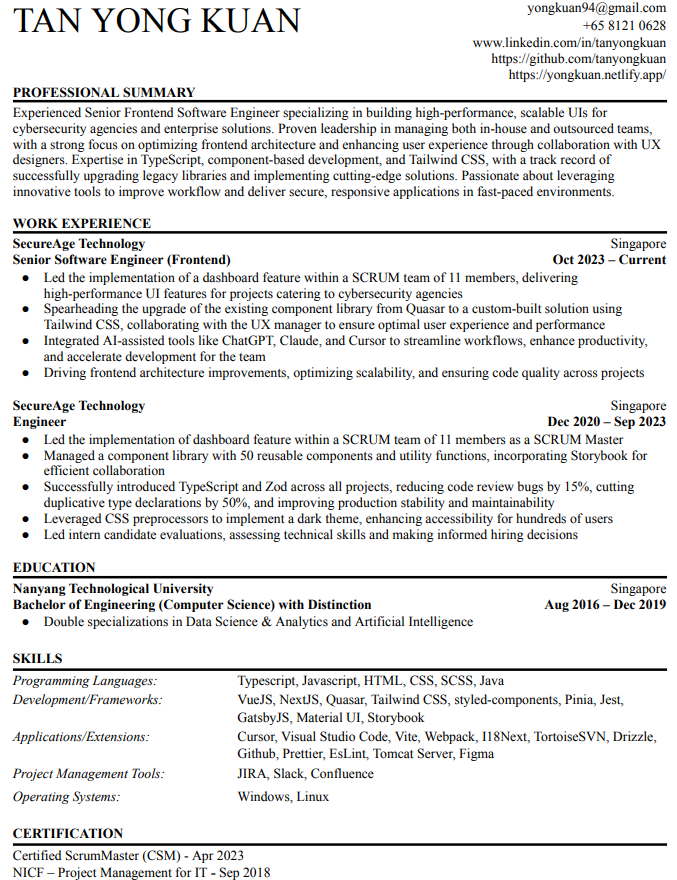 TAN YONG KUAN
yongkuan94@gmail.com
+65 8121 0628
www.linkedin.com/in/tanyongkuan
https://github.com/tanyongkuan
https://yongkuan.netlify.app/
PROFESSIONAL SUMMARY
Experienced Senior Frontend Software Engineer specializing in building high-performance, scalable UIs for
cybersecurity agencies and enterprise solutions. Proven leadership in managing both in-house and outsourced teams,
with a strong focus on optimizing frontend architecture and enhancing user experience through collaboration with UX
designers. Expertise in TypeScript, component-based development, and Tailwind CSS, with a track record of
successfully upgrading legacy libraries and implementing cutting-edge solutions. Passionate about leveraging
innovative tools to improve workflow and deliver secure, responsive applications in fast-paced environments.
WORK EXPERIENCE
SecureAge Technology Singapore
Senior Software Engineer (Frontend) Oct 2023 – Current
● Led the implementation of a dashboard feature within a SCRUM team of 11 members, delivering
high-performance UI features for projects catering to cybersecurity agencies
● Spearheading the upgrade of the existing component library from Quasar to a custom-built solution using
Tailwind CSS, collaborating with the UX manager to ensure optimal user experience and performance
● Integrated AI-assisted tools like ChatGPT, Claude, and Cursor to streamline workflows, enhance productivity,
and accelerate development for the team
● Driving frontend architecture improvements, optimizing scalability, and ensuring code quality across projects
SecureAge Technology Singapore
Engineer Dec 2020 – Sep 2023
● Led the implementation of dashboard feature within a SCRUM team of 11 members as a SCRUM Master
● Managed a component library with 50 reusable components and utility functions, incorporating Storybook for
efficient collaboration
● Successfully introduced TypeScript and Zod across all projects, reducing code review bugs by 15%, cutting
duplicative type declarations by 50%, and improving production stability and maintainability
● Leveraged CSS preprocessors to implement a dark theme, enhancing accessibility for hundreds of users
● Led intern candidate evaluations, assessing technical skills and making informed hiring decisions
EDUCATION
Nanyang Technological University Singapore
Bachelor of Engineering (Computer Science) with Distinction Aug 2016 – Dec 2019
● Double specializations in Data Science & Analytics and Artificial Intelligence
SKILLS
Programming Languages: Typescript, Javascript, HTML, CSS, SCSS, Java
Development/Frameworks: VueJS, NextJS, Quasar, Tailwind CSS, styled-components, Pinia, Jest,
GatsbyJS, Material UI, Storybook
Applications/Extensions: Cursor, Visual Studio Code, Vite, Webpack, I18Next, TortoiseSVN, Drizzle,
Github, Prettier, EsLint, Tomcat Server, Figma
Project Management Tools: JIRA, Slack, Confluence
Operating Systems: Windows, Linux
CERTIFICATION
Certified ScrumMaster (CSM) - Apr 2023
NICF – Project Management for IT - Sep 2018